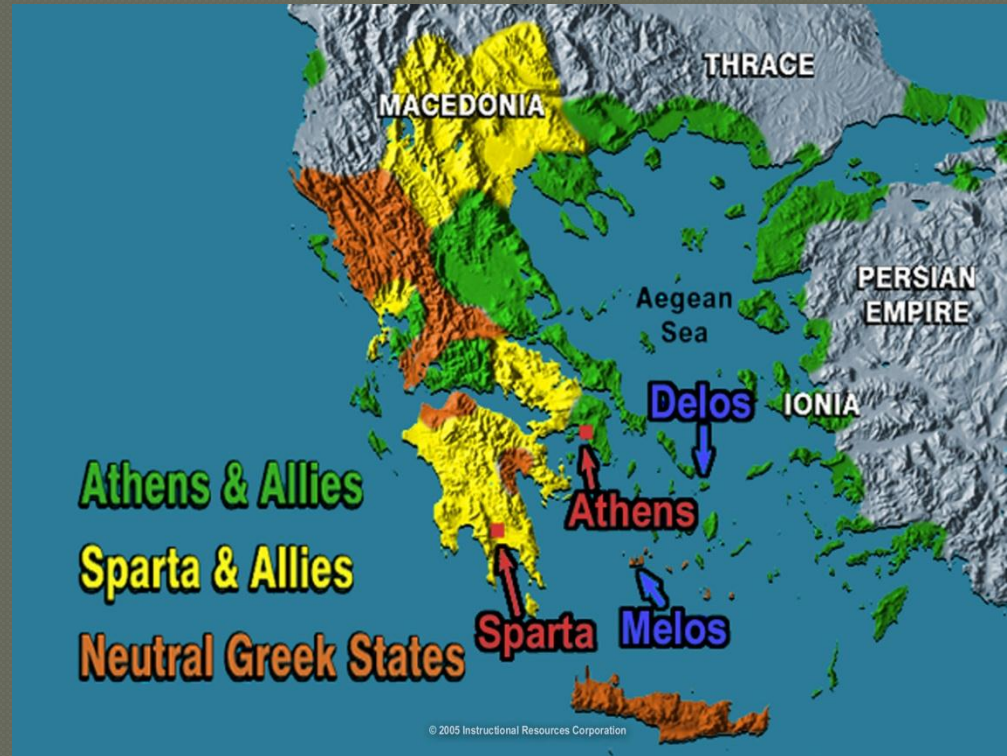 THRACE
MACEDONIA
PERSIAN
EMPIRE
Aegean
Sea
Delos
IONIA
Athens & Allies
Athens
Sparta & Allies
Sparta
Melos
Neutral Greek States
© 2005 Instructional Resources Corporation